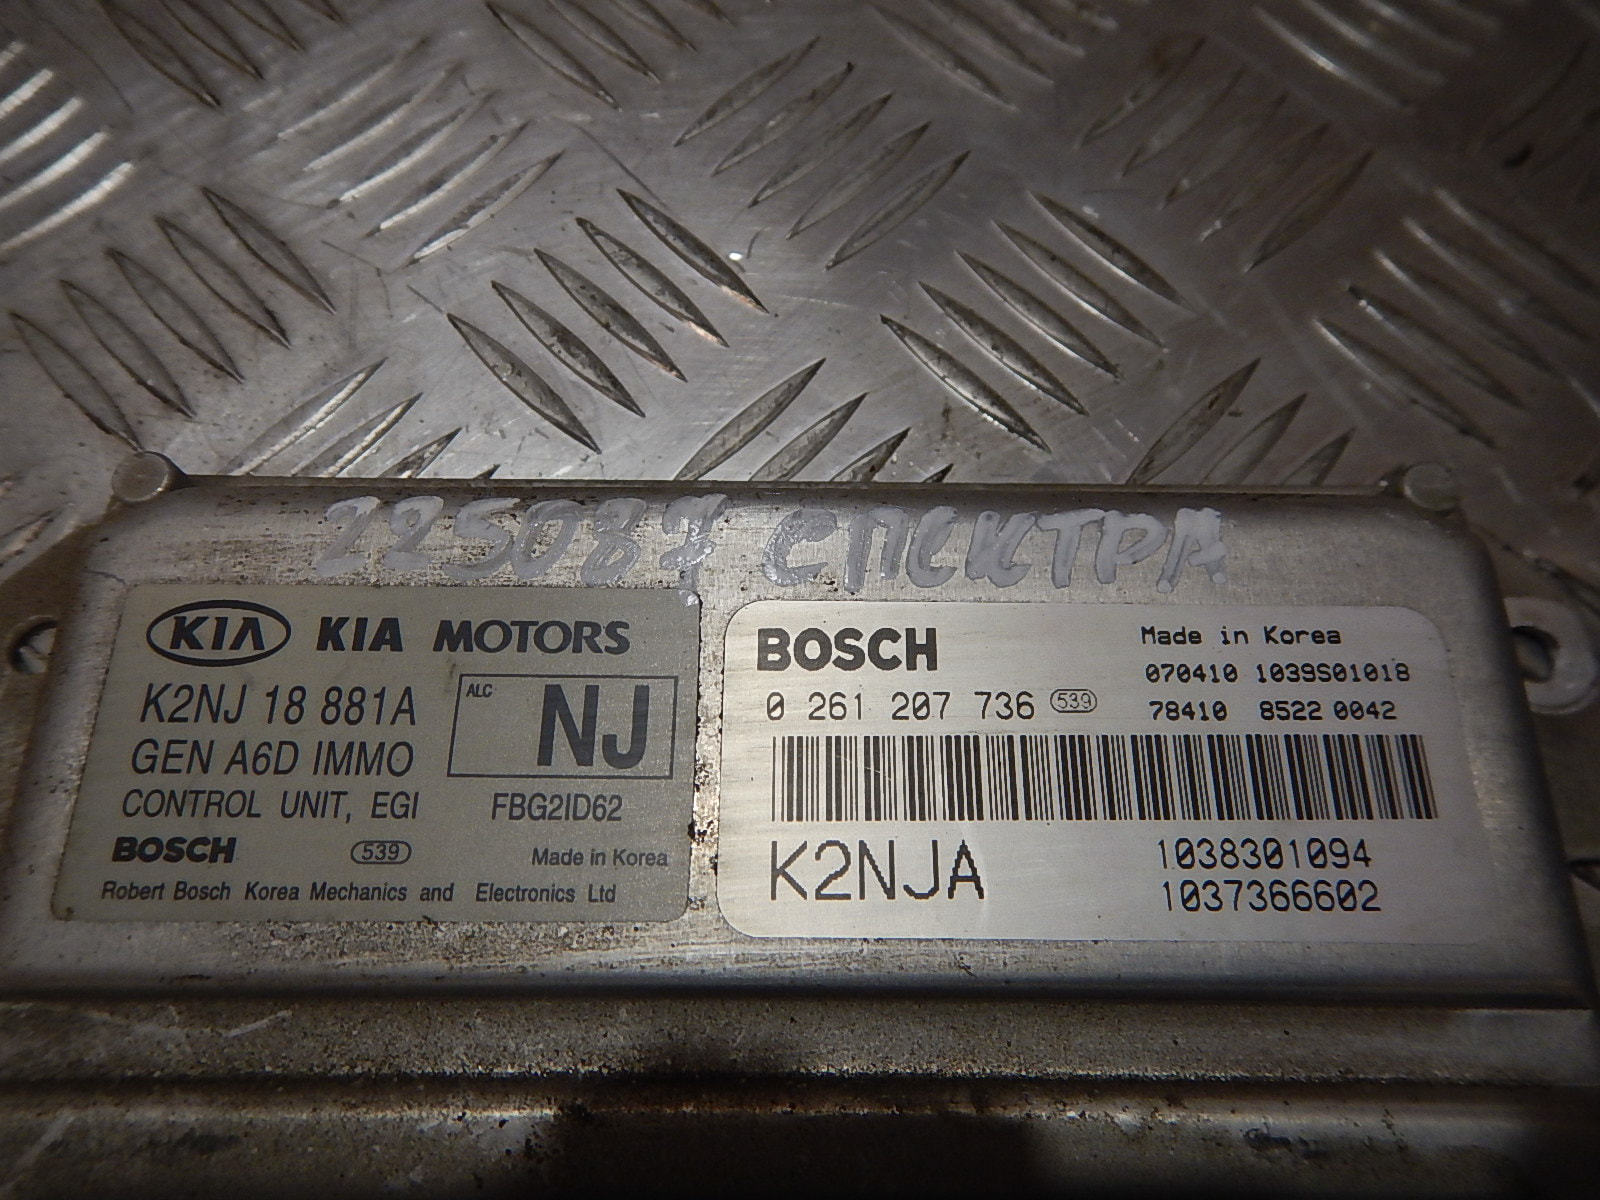 225087 СПЕКТРА
KIA KIA MOTORS
K2NJ 18 881A
ALC NJ
GEN A6D IMMO
CONTROL UNIT, EGI FBG2ID62
BOSCH 539 Made in Korea
Robert Bosch Korea Mechanics and Electronics Ltd
BOSCH Made in Korea
070410 1039S01018
0 261 207 736 539
78410 8522 0042
K2NJA 1038301094
1037366602